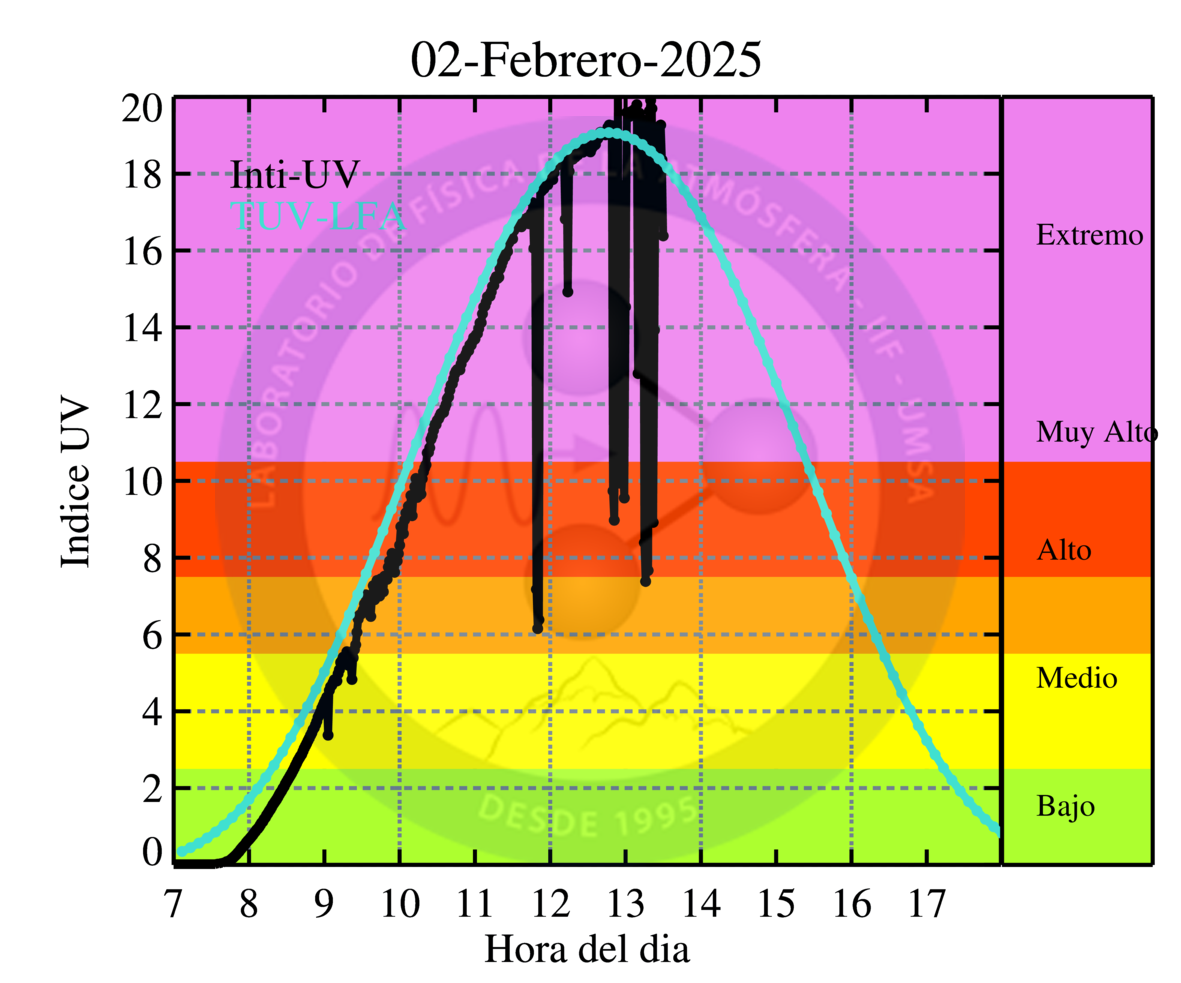 02-Febrero-2025
20
18
16
14
12
10
8
6
4
2
0
Indice UV
Inti-UV
TUV-LFA
LABORATORIO DE FÍSICA DE LA ATMÓSFERA - IIF - UMSA
DESDE 1995
Extremo
Muy Alto
Alto
Medio
Bajo
7 8 9 10 11 12 13 14 15 16 17
Hora del dia